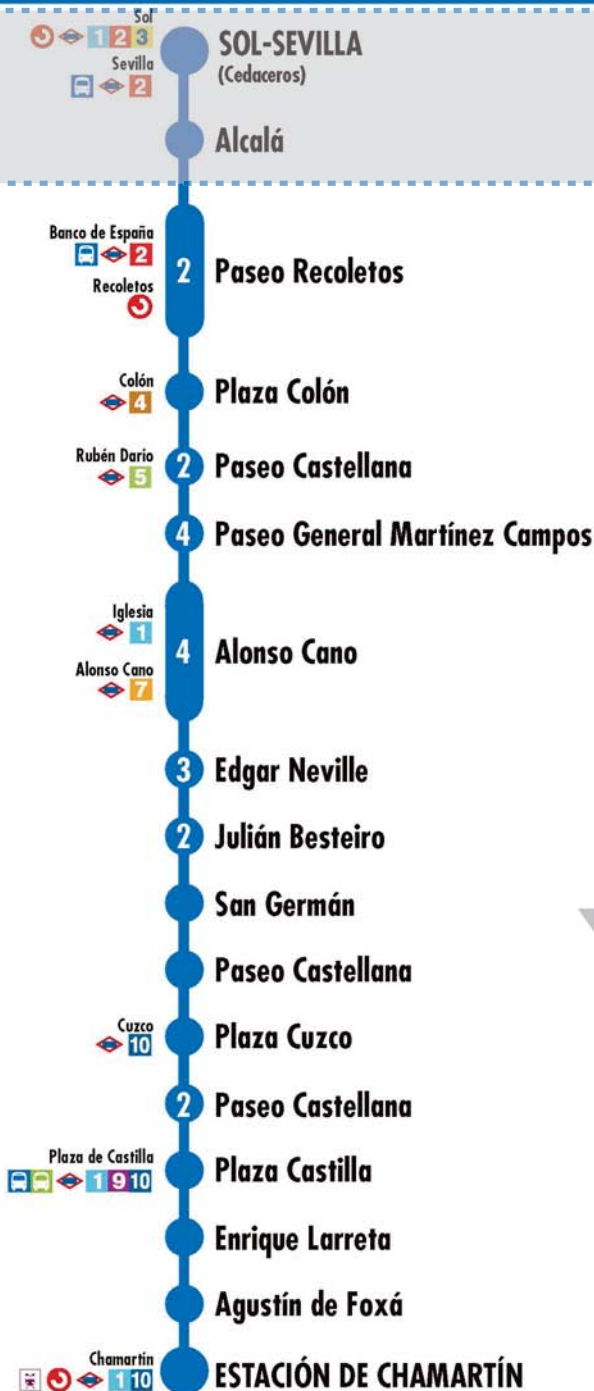 Sol
1 2 3
SOL-SEVILLA
(Cedaceros)
Sevilla
2
Alcalá
Banco de España
2
Recoletos
2
Paseo Recoletos
Colón
4
Plaza Colón
Rubén Dario
5
2
Paseo Castellana
4
Paseo General Martínez Campos
Iglesia
1
Alonso Cano
7
4
Alonso Cano
3
Edgar Neville
2
Julián Besteiro
San Germán
Paseo Castellana
Cuzco
10
Plaza Cuzco
2
Paseo Castellana
Plaza de Castilla
1 9 10
Plaza Castilla
Enrique Larreta
Agustín de Foxá
Chamartín
1 10
ESTACIÓN DE CHAMARTÍN